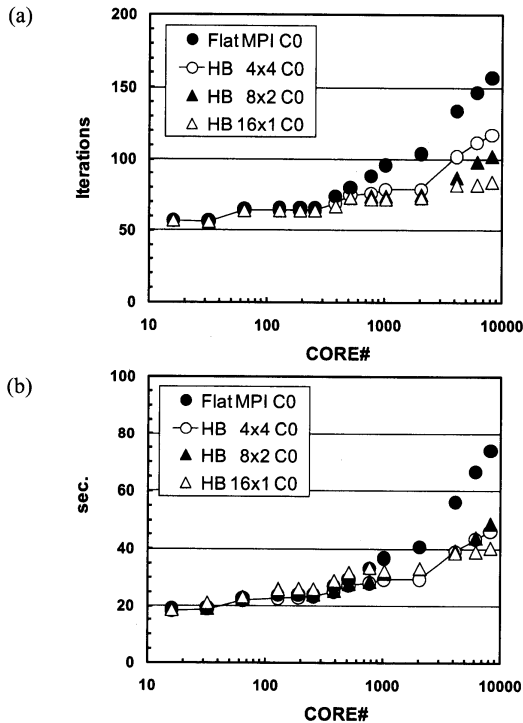 (a)
200
150
100
50
0
Iterations
Flat MPI C0
HB 4x4 C0
HB 8x2 C0
HB 16x1 C0
10 100 1000 10000
CORE#
(b)
100
80
60
40
20
0
sec.
Flat MPI C0
HB 4x4 C0
HB 8x2 C0
HB 16x1 C0
10 100 1000 10000
CORE#